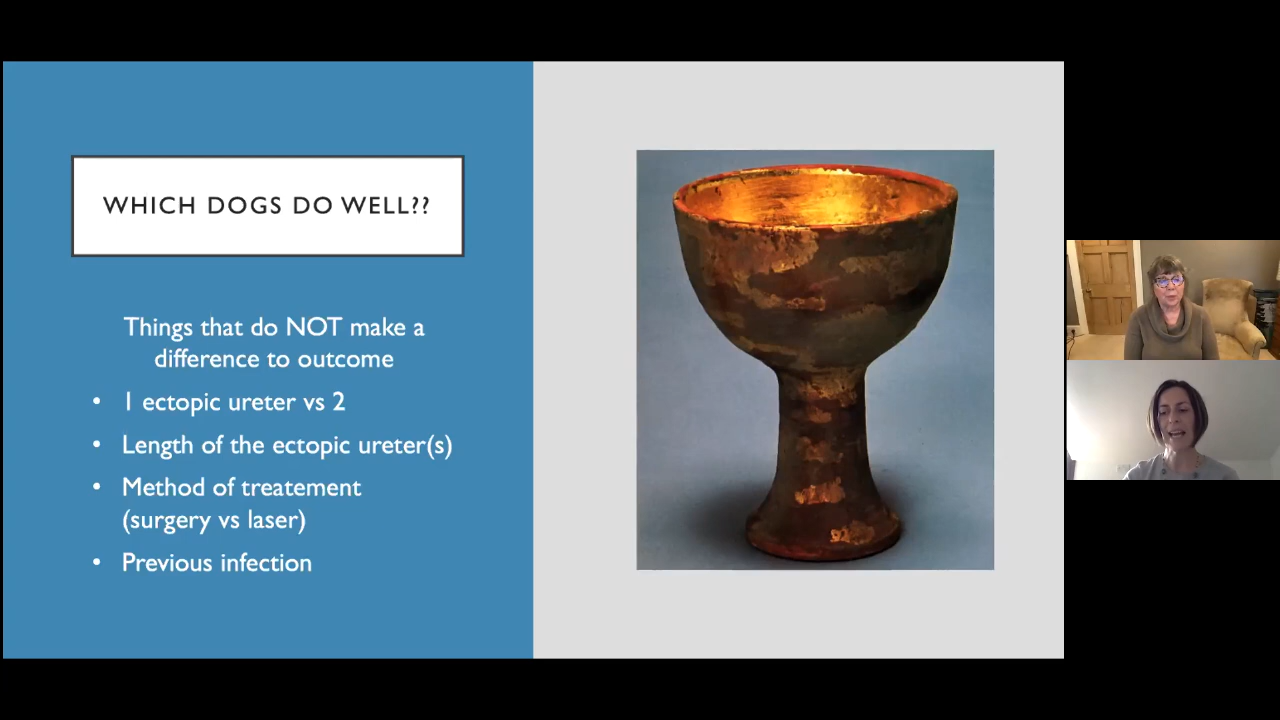 WHICH DOGS DO WELL??
Things that do NOT make a
difference to outcome
• 1 ectopic ureter vs 2
• Length of the ectopic ureter(s)
• Method of treatement
(surgery vs laser)
• Previous infection